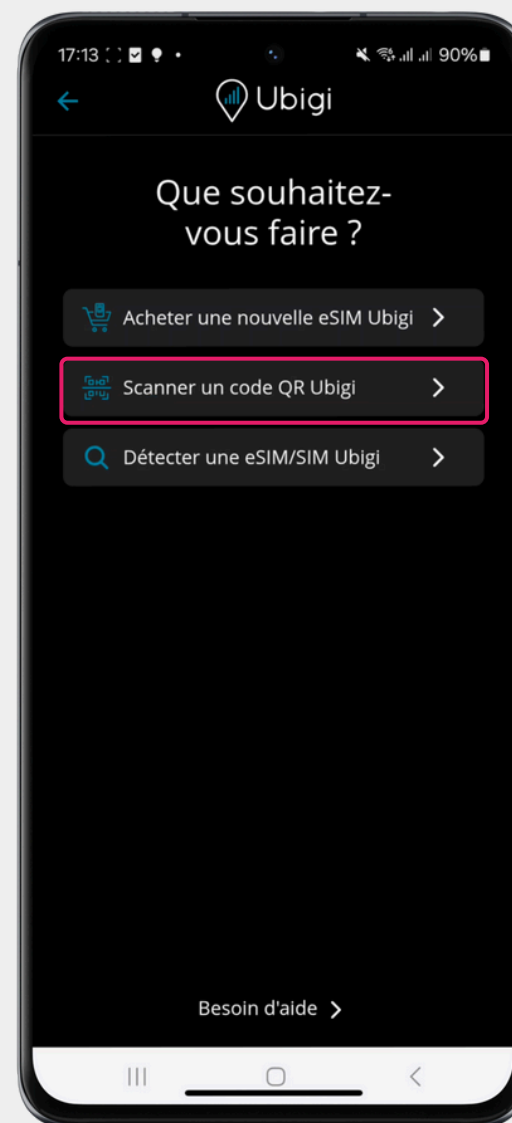 17:13 90%
Ubigi
Que souhaitez-
vous faire ?
Acheter une nouvelle eSIM Ubigi
Scanner un code QR Ubigi
Détecter une eSIM/SIM Ubigi
Besoin d'aide